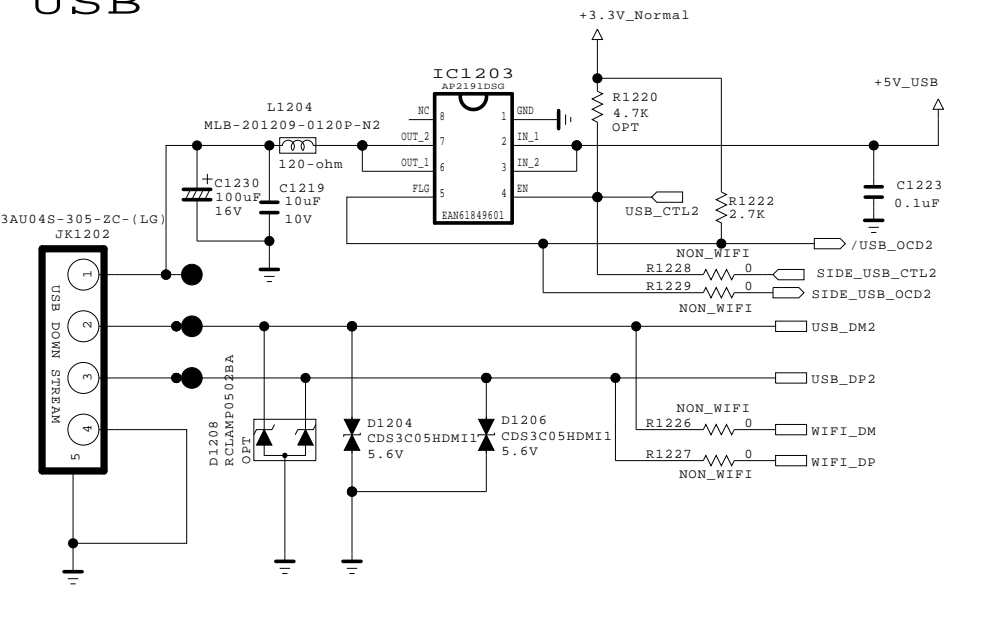 USB
+3.3V_Normal
IC1203
AP2191DSG
+5V_USB
R1220
4.7K
OPT
L1204
MLB-201209-0120P-N2
120-ohm
NC
8
1
GND
OUT_2
7
2
IN_1
OUT_1
6
3
IN_2
FLG
5
4
EN
EAN61849601
C1230
100uF
16V
C1219
10uF
10V
USB_CTL2
R1222
2.7K
C1223
0.1uF
3AU04S-305-ZC-(LG)
JK1202
/USB_OCD2
NON_WIFI
R1228
0
SIDE_USB_CTL2
R1229
0
SIDE_USB_OCD2
NON_WIFI
1
2
3
4
5
USB DOWN STREAM
USB_DM2
USB_DP2
D1208
RCLAMP0502BA
OPT
D1204
CDS3C05HDMI1
5.6V
D1206
CDS3C05HDMI1
5.6V
NON_WIFI
R1226
0
WIFI_DM
R1227
0
WIFI_DP
NON_WIFI